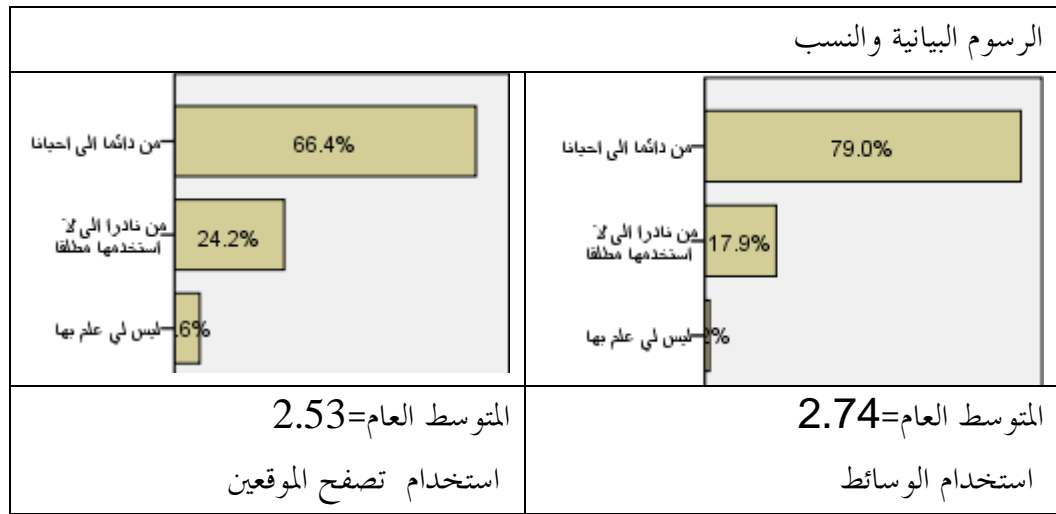 الرسوم البيانية والنسب
من دائما الى احيانا
79.0%
من نادرا الى لا
استخدمها مطلقا
17.9%
ليس لي علم بها
%
من دائما الى احيانا
66.4%
من نادرا الى لا
استخدمها مطلقا
24.2%
ليس لي علم بها
.6%
المتوسط العام=2.74
استخدام الوسائط
المتوسط العام=2.53
استخدام تصفح الموقعين